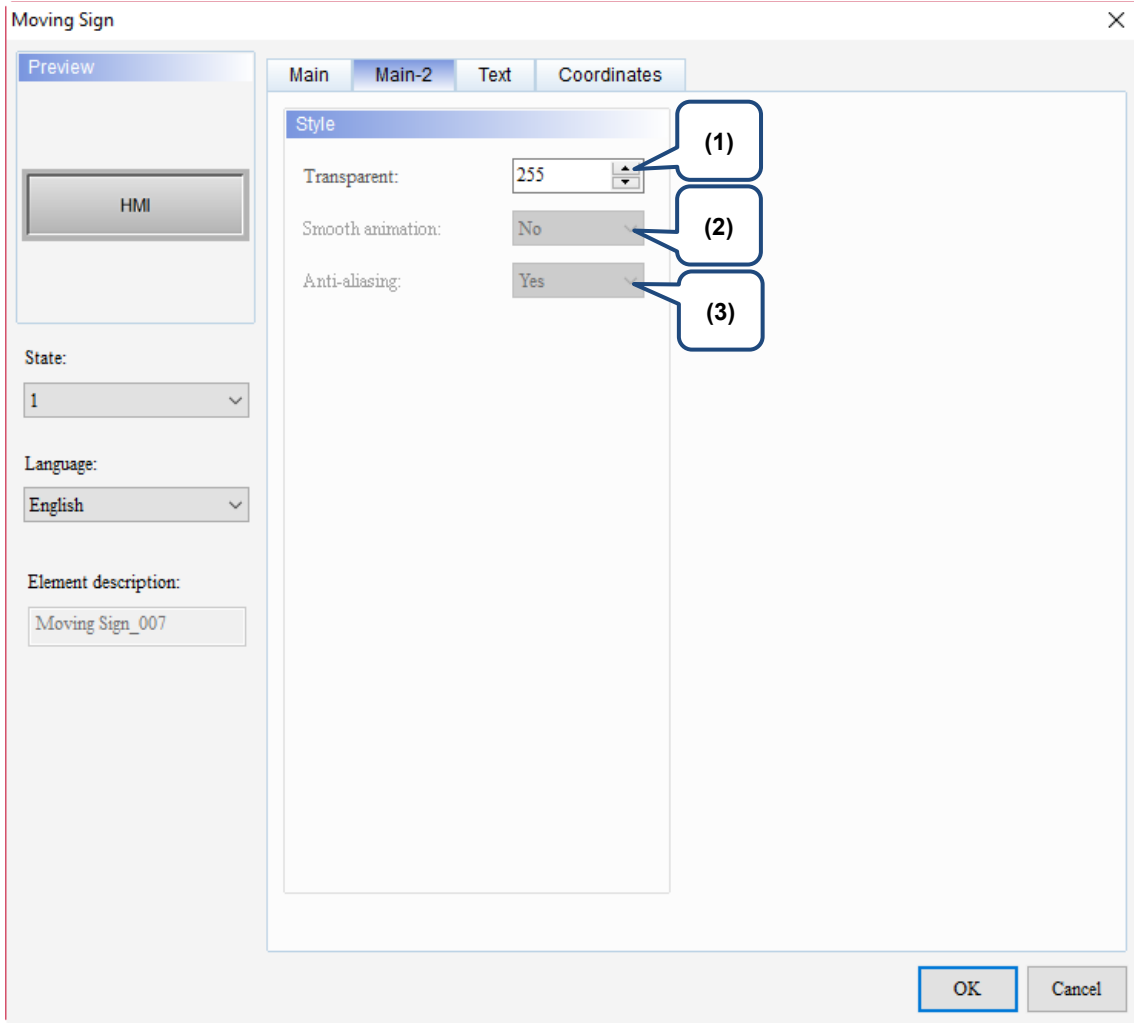 Moving Sign
Preview
HMI
State:
1
Language:
English
Element description:
Moving Sign_007
Main Main-2 Text Coordinates
Style
Transparent: 255
(1)
Smooth animation: No
(2)
Anti-aliasing: Yes
(3)
OK Cancel